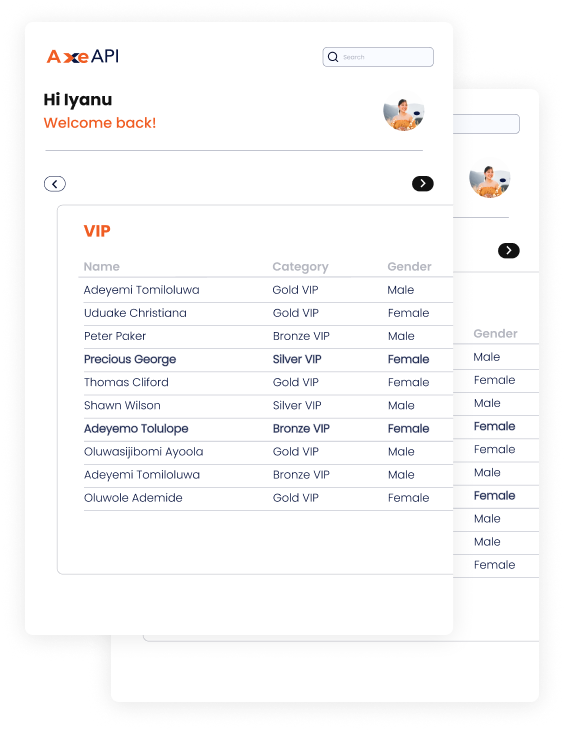 AxeAPI
Search
Hi Iyanu
Welcome back!
VIP
Name Category Gender
Adeyemi Tomiloluwa Gold VIP Male
Uduake Christiana Gold VIP Female
Peter Paker Bronze VIP Male
Precious George Silver VIP Female
Thomas Cliford Gold VIP Female
Shawn Wilson Silver VIP Male
Adeyemo Tolulope Bronze VIP Female
Oluwasijibomi Ayoola Gold VIP Male
Adeyemi Tomiloluwa Bronze VIP Male
Oluwole Ademide Gold VIP Female
Gender
Male
Female
Male
Female
Female
Male
Female
Male
Male
Female